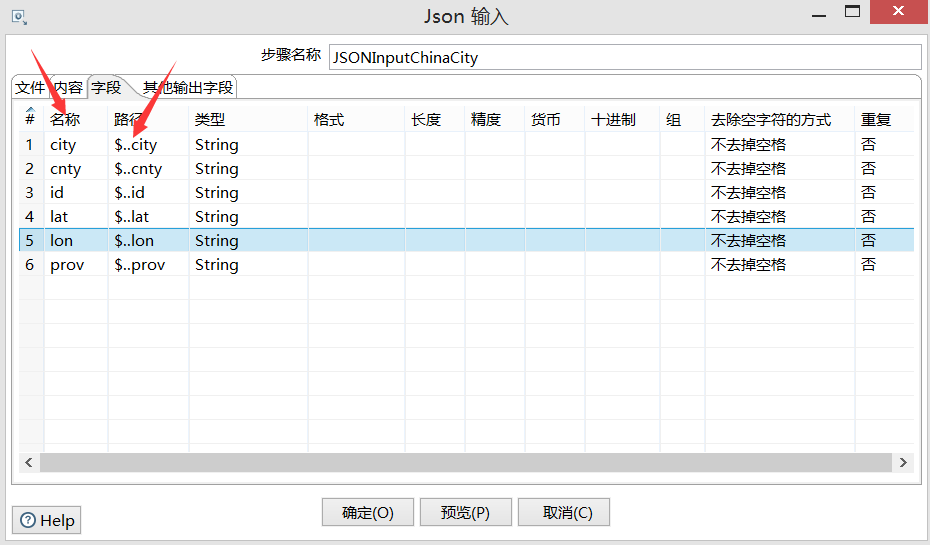 Json 输入
步骤名称 JSONInputChinaCity
文件 内容 字段 其他输出字段
# 名称 路径 类型 格式 长度 精度 货币 十进制 组 去除空字符的方式 重复
1 city $..city String 不去掉空格 否
2 cnty $..cnty String 不去掉空格 否
3 id $..id String 不去掉空格 否
4 lat $..lat String 不去掉空格 否
5 lon $..lon String 不去掉空格 否
6 prov $..prov String 不去掉空格 否
Help 确定(O) 预览(P) 取消(C)